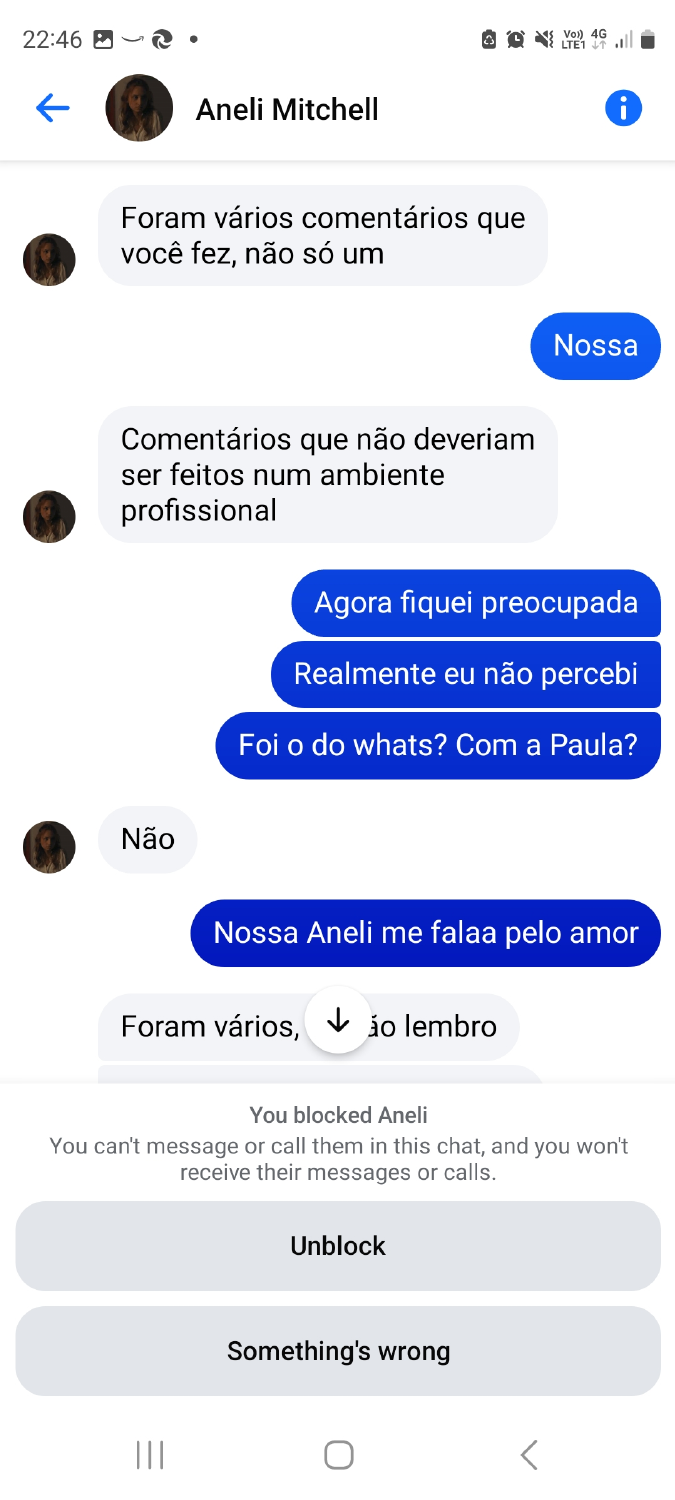 22:46
Vo))
LTE1
4G
Aneli Mitchell
Foram vários comentários que
você fez, não só um
Nossa
Comentários que não deveriam
ser feitos num ambiente
profissional
Agora fiquei preocupada
Realmente eu não percebi
Foi o do whats? Com a Paula?
Não
Nossa Aneli me falaa pelo amor
Foram vários, lembro
You blocked Aneli
You can't message or call them in this chat, and you won't
receive their messages or calls.
Unblock
Something's wrong